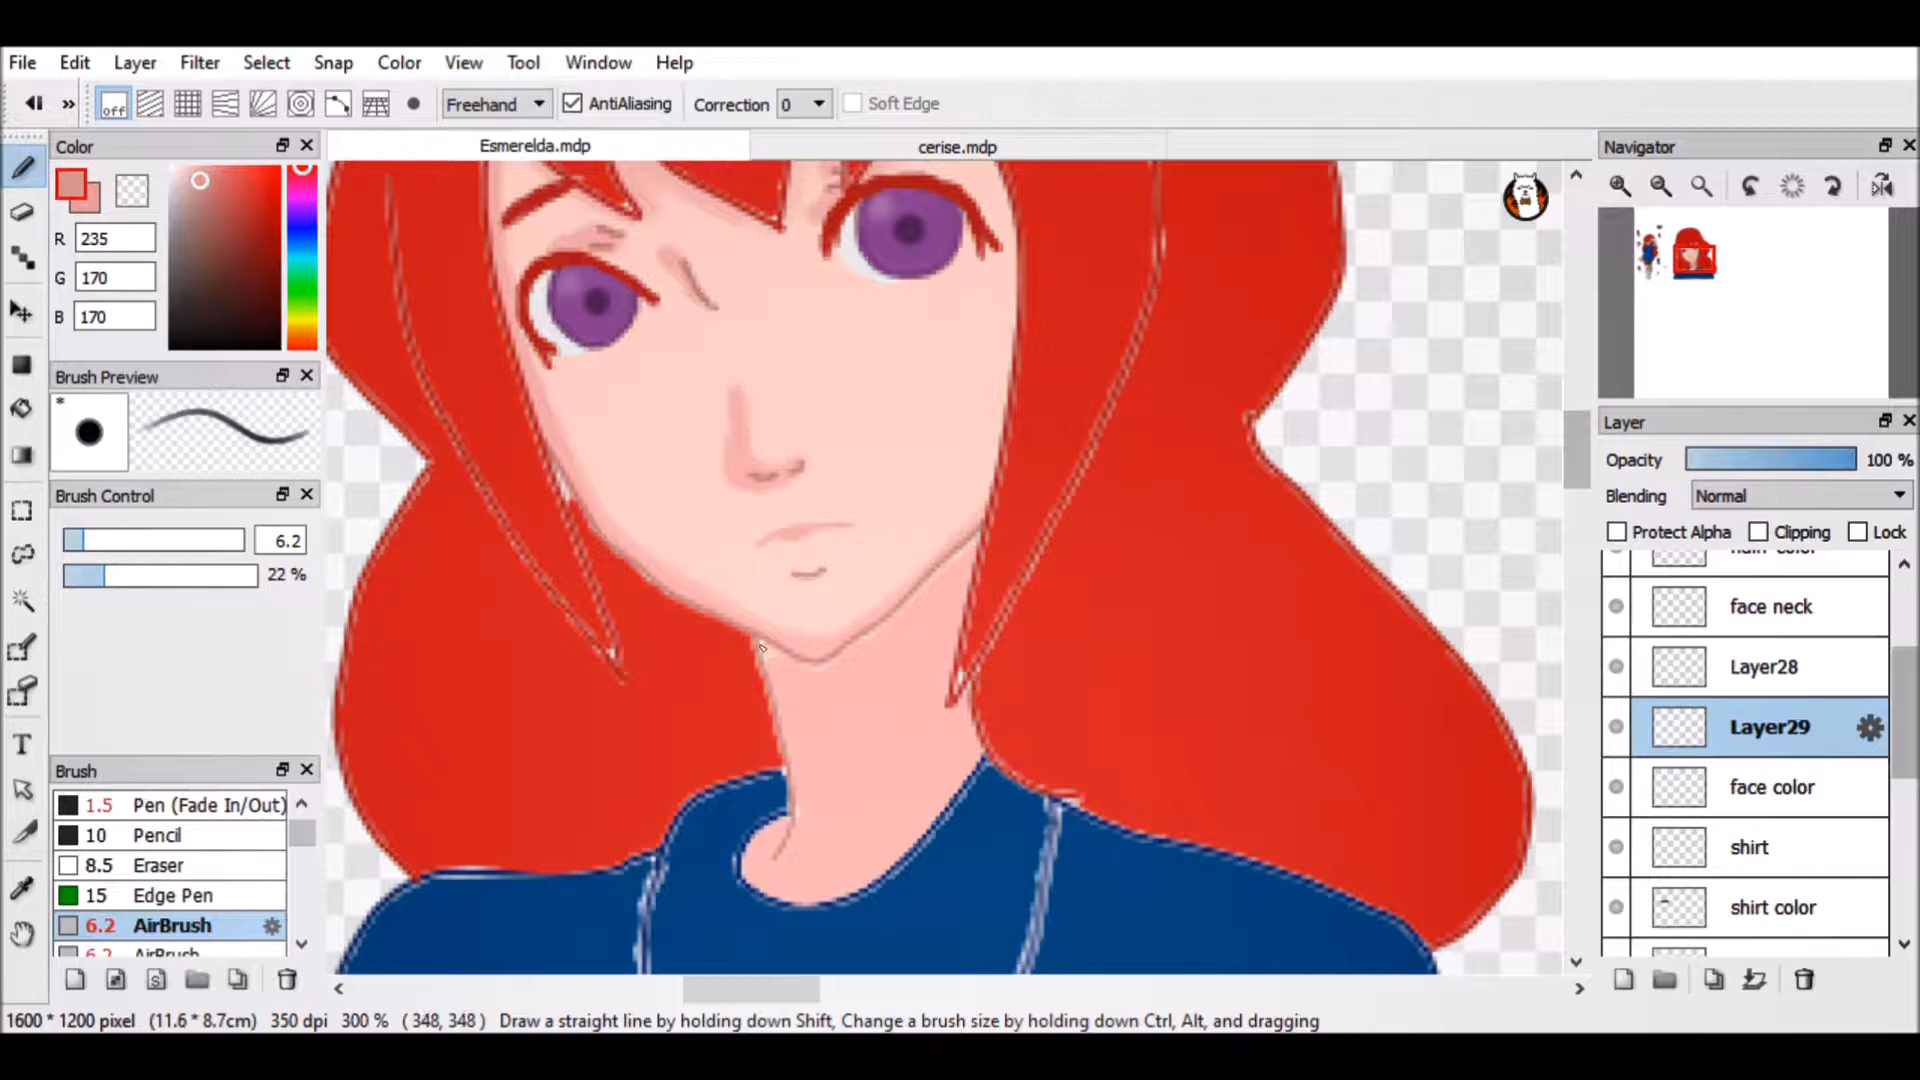 File Edit Layer Filter Select Snap Color View Tool Window Help
off Freehand AntiAliasing Correction 0 Soft Edge
Color
Esmerelda.mdp
cerise.mdp
Navigator
R 235
G 170
B 170
Brush Preview
*
Brush Control
6.2
22 %
Brush
1.5 Pen (Fade In/Out)
10 Pencil
8.5 Eraser
15 Edge Pen
6.2 AirBrush
6.2 AirBrush
Layer
Opacity 100 %
Blending Normal
Protect Alpha Clipping Lock
face neck
Layer28
Layer29
face color
shirt
shirt color
1600 * 1200 pixel (11.6 * 8.7cm) 350 dpi 300 % ( 348, 348 ) Draw a straight line by holding down Shift, Change a brush size by holding down Ctrl, Alt, and dragging